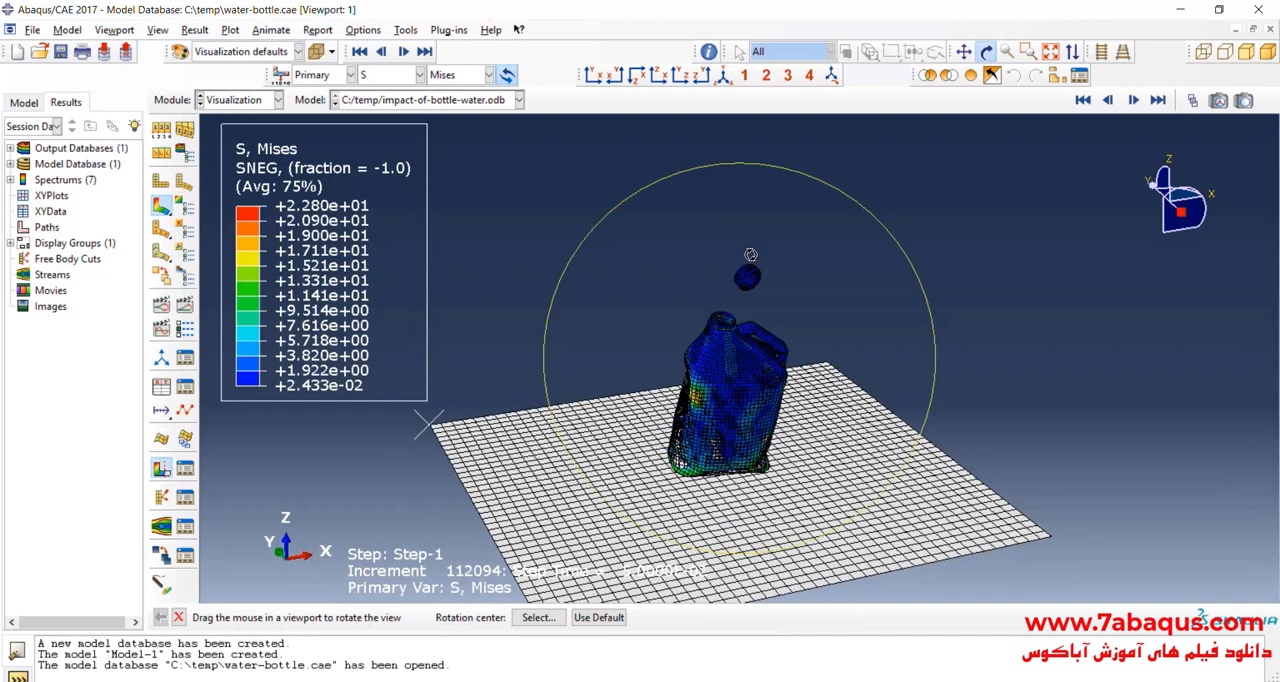 Abaqus/CAE 2017 - Model Database: C:\temp\water-bottle.cae [Viewport: 1]
File Model Viewport View Result Plot Animate Report Options Tools Plug-ins Help
Visualization defaults All
Primary S Mises 1 2 3 4
Model Results Module: Visualization Model: C:/temp/impact-of-bottle-water.odb
Session Da
Output Databases (1)
Model Database (1)
Spectrums (7)
XYPlots
XYData
Paths
Display Groups (1)
Free Body Cuts
Streams
Movies
Images
S, Mises
SNEG, (fraction = -1.0)
(Avg: 75%)
+2.280e+01
+2.090e+01
+1.900e+01
+1.711e+01
+1.521e+01
+1.331e+01
+1.141e+01
+9.514e+00
+7.616e+00
+5.718e+00
+3.820e+00
+1.922e+00
+2.433e-02
Z
Y X
Z
Y X
Step: Step-1
Increment 112094: Step Time =
Primary Var: S, Mises
Drag the mouse in a viewport to rotate the view Rotation center: Select... Use Default
www.7abaqus.com
دانلود فیلم های آموزش آباکوس
A new model database has been created.
The model "Model-1" has been created.
The model database "C:\temp\water-bottle.cae" has been opened.